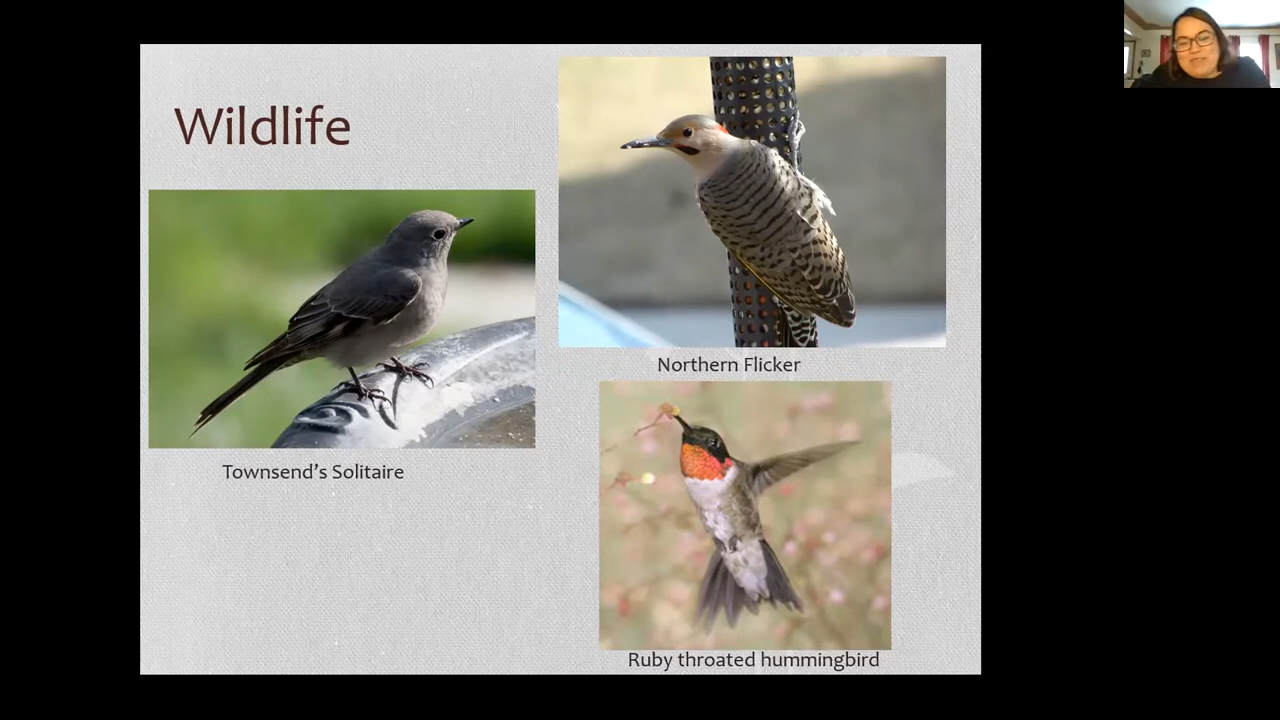 Wildlife
Northern Flicker
Townsend’s Solitaire
Ruby throated hummingbird